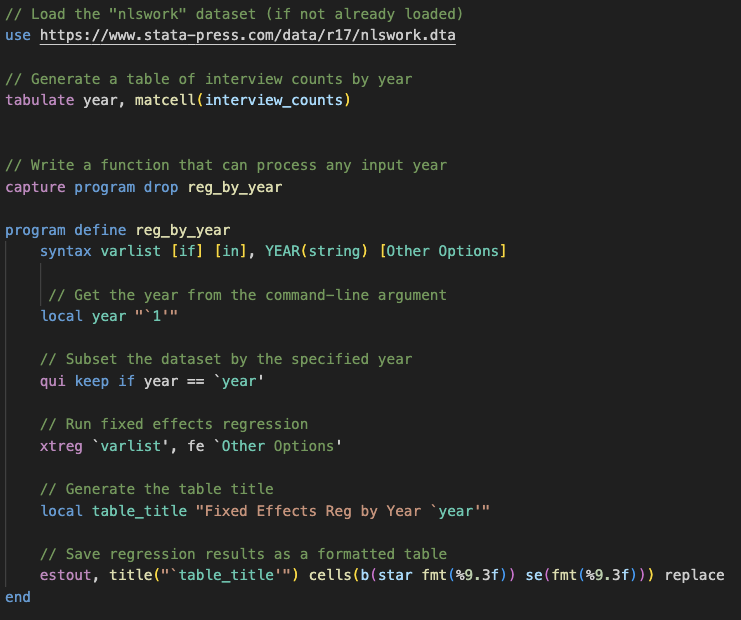 // Load the "nlswork" dataset (if not already loaded)
use https://www.stata-press.com/data/r17/nlswork.dta
// Generate a table of interview counts by year
tabulate year, matcell(interview_counts)
// Write a function that can process any input year
capture program drop reg_by_year
program define reg_by_year
syntax varlist [if] [in], YEAR(string) [Other Options]
// Get the year from the command-line argument
local year "`1'"
// Subset the dataset by the specified year
qui keep if year == `year'
// Run fixed effects regression
xtreg `varlist', fe `Other Options'
// Generate the table title
local table_title "Fixed Effects Reg by Year `year'"
// Save regression results as a formatted table
estout, title("`table_title'") cells(b(star fmt(%9.3f)) se(fmt(%9.3f))) replace
end